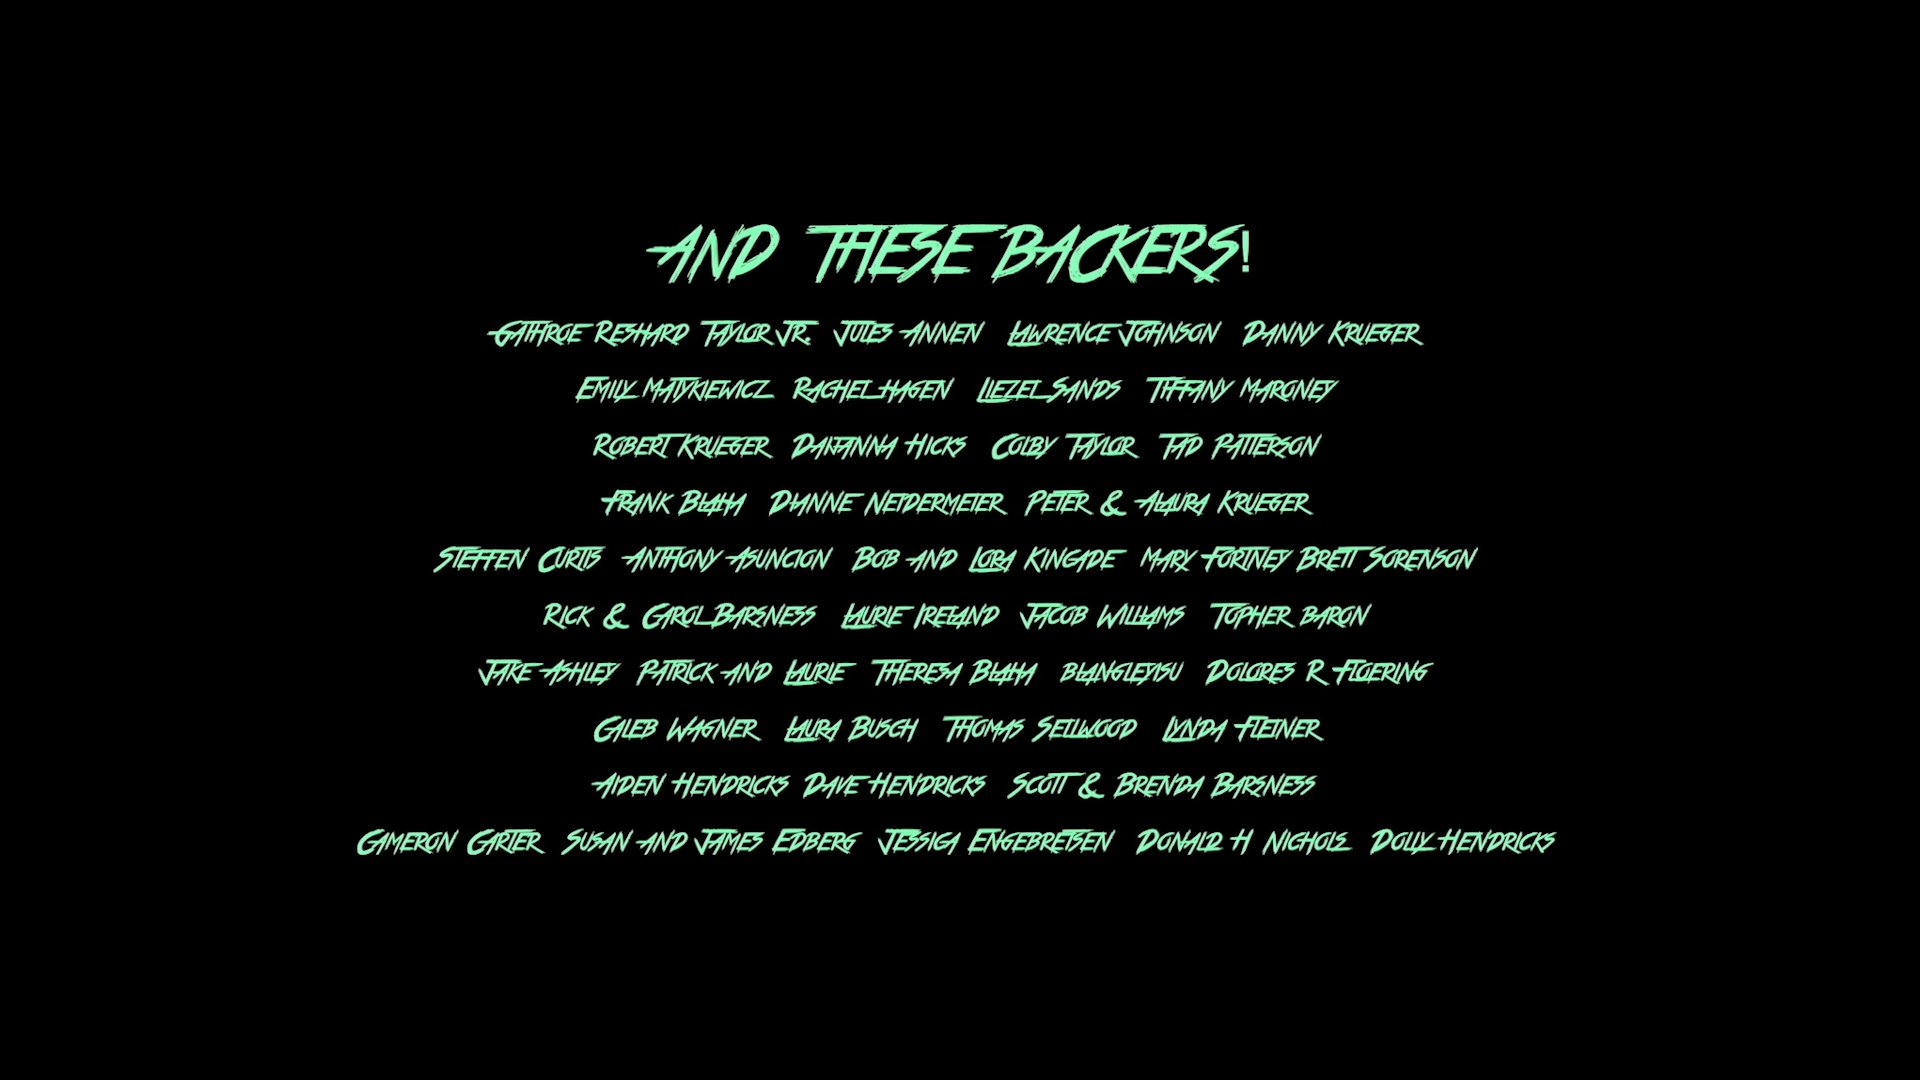 AND THESE BACKERS!
Gathroe Reshard Taylor Jr. Jules Annen Lawrence Johnson Danny Krueger
Emily Matykiewicz Rachel Hagen Liezel Sands Tiffany Maroney
Robert Krueger Daijanna Hicks Colby Taylor Tad Patterson
Frank Blaha Dianne Neidermeier Peter & Alaura Krueger
Steffen Curtis Anthony Asuncion Bob and Lora Kingade Mary Fortney Brett Sorenson
Rick & Carol Barsness Laurie Ireland Jacob Williams Topher Baron
Jake Ashley Patrick and Laurie Theresa Blaha blangley1su Dolores R Floering
Caleb Wagner Laura Busch Thomas Sellwood Lynda Fleiner
Aiden Hendricks Dave Hendricks Scott & Brenda Barsness
Cameron Carter Susan and James Edberg Jessica Engebretsen Donald H Nichols Dolly Hendricks